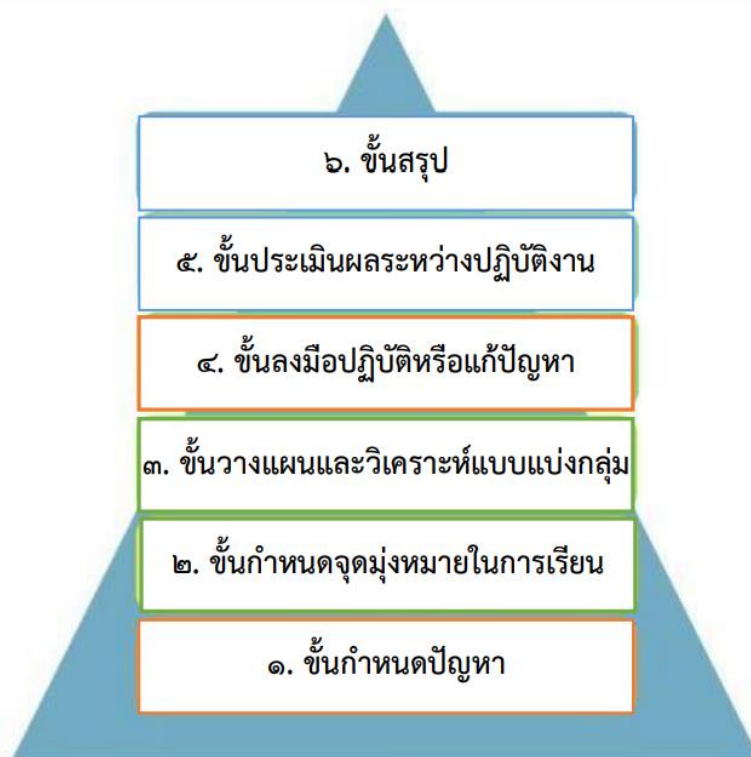 ๖. ขั้นสรุป
๕. ขั้นประเมินผลระหว่างปฏิบัติงาน
๔. ขั้นลงมือปฏิบัติหรือแก้ปัญหา
๓. ขั้นวางแผนและวิเคราะห์แบบแบ่งกลุ่ม
๒. ขั้นกำหนดจุดมุ่งหมายในการเรียน
๑. ขั้นกำหนดปัญหา